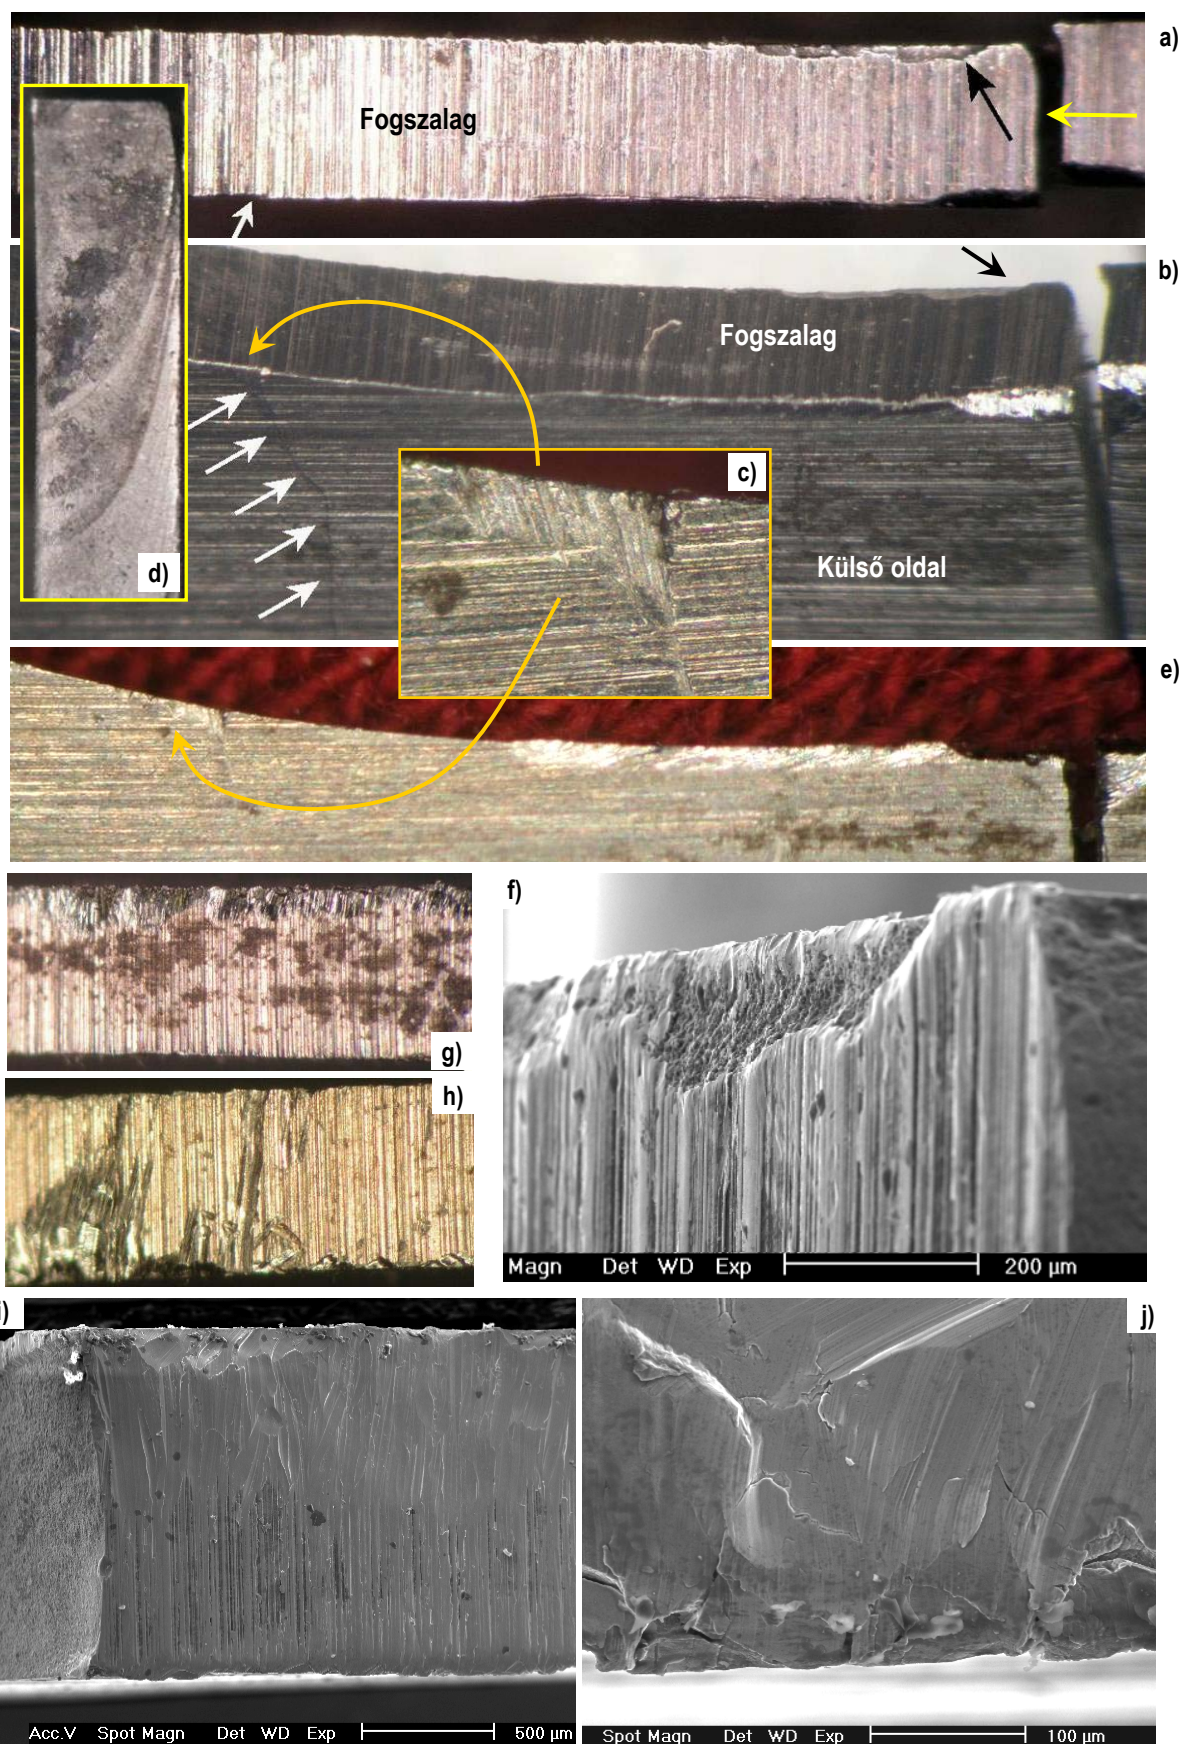 a)
Fogszalag
b)
Fogszalag
c)
d)
Külső oldal
e)
f)
g)
h)
Magn Det WD Exp 200 µm
i)
j)
Acc.V Spot Magn Det WD Exp 500 µm
Spot Magn Det WD Exp 100 µm